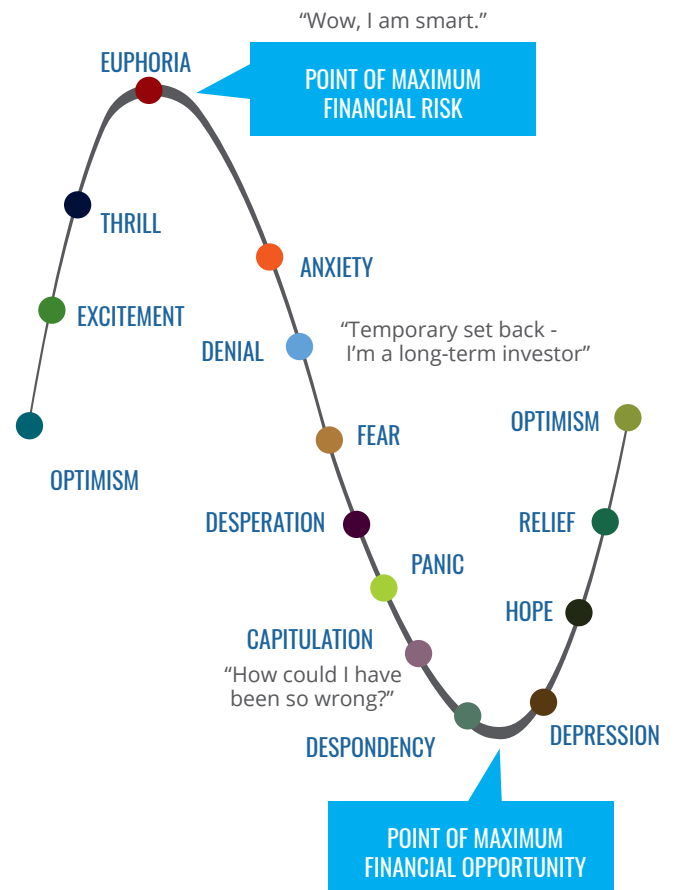 “Wow, I am smart.”
EUPHORIA
POINT OF MAXIMUM
FINANCIAL RISK
THRILL
ANXIETY
EXCITEMENT
“Temporary set back -
I’m a long-term investor”
DENIAL
OPTIMISM
FEAR
OPTIMISM
DESPERATION
RELIEF
PANIC
HOPE
CAPITULATION
“How could I have
been so wrong?”
DESPONDENCY
DEPRESSION
POINT OF MAXIMUM
FINANCIAL OPPORTUNITY